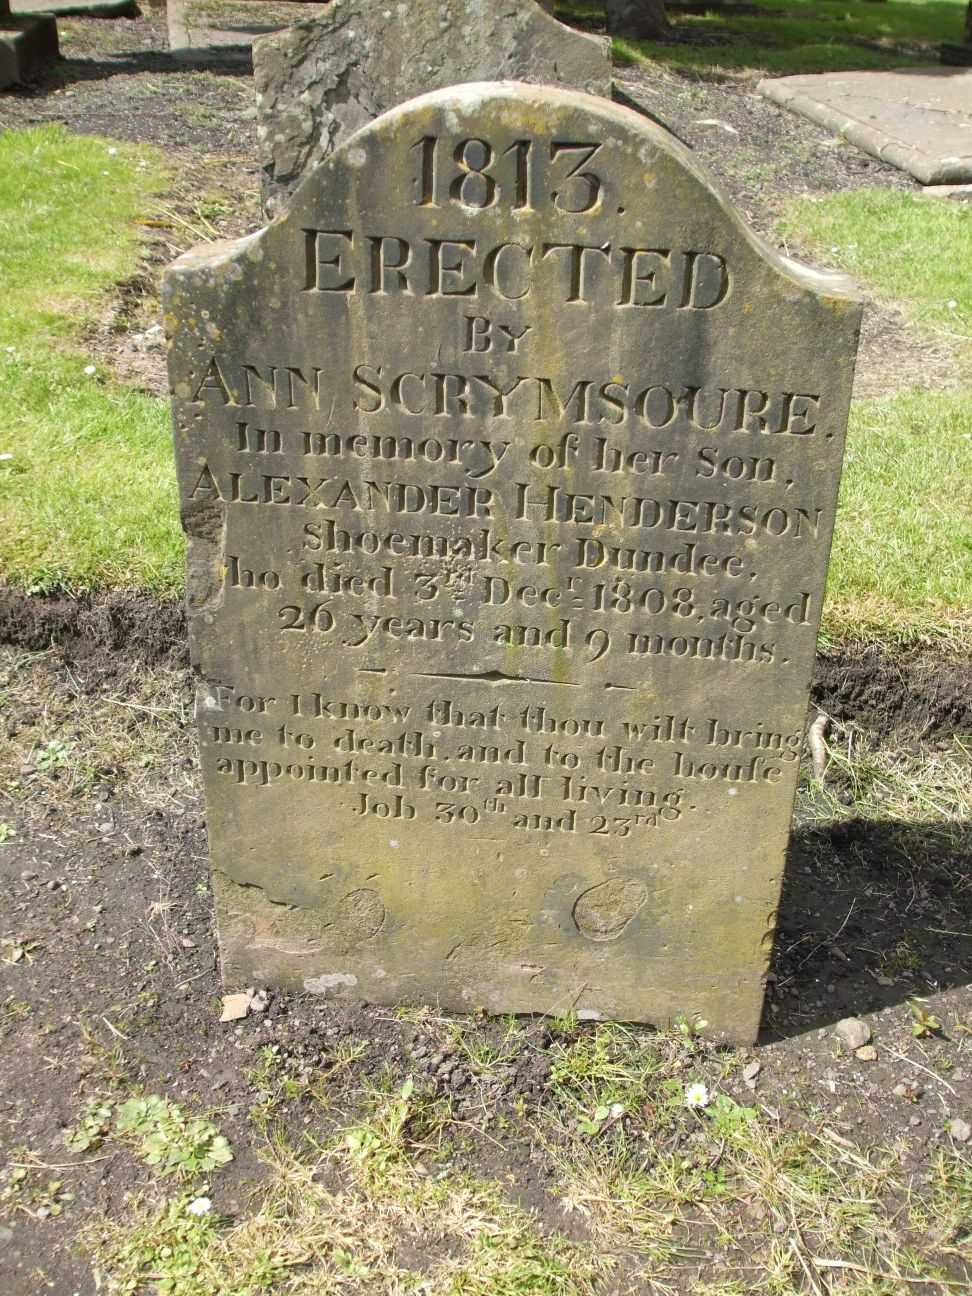 1813.
ERECTED
BY
ANN SCRYMSOURE.
In memory of her Son,
ALEXANDER HENDERSON
Shoemaker Dundee,
ho died 3rd Decr. 1808, aged
26 years and 9 months.
For I know that thou wilt bring
me to death, and to the houſe
appointed for all living.
Job 30th and 23rd